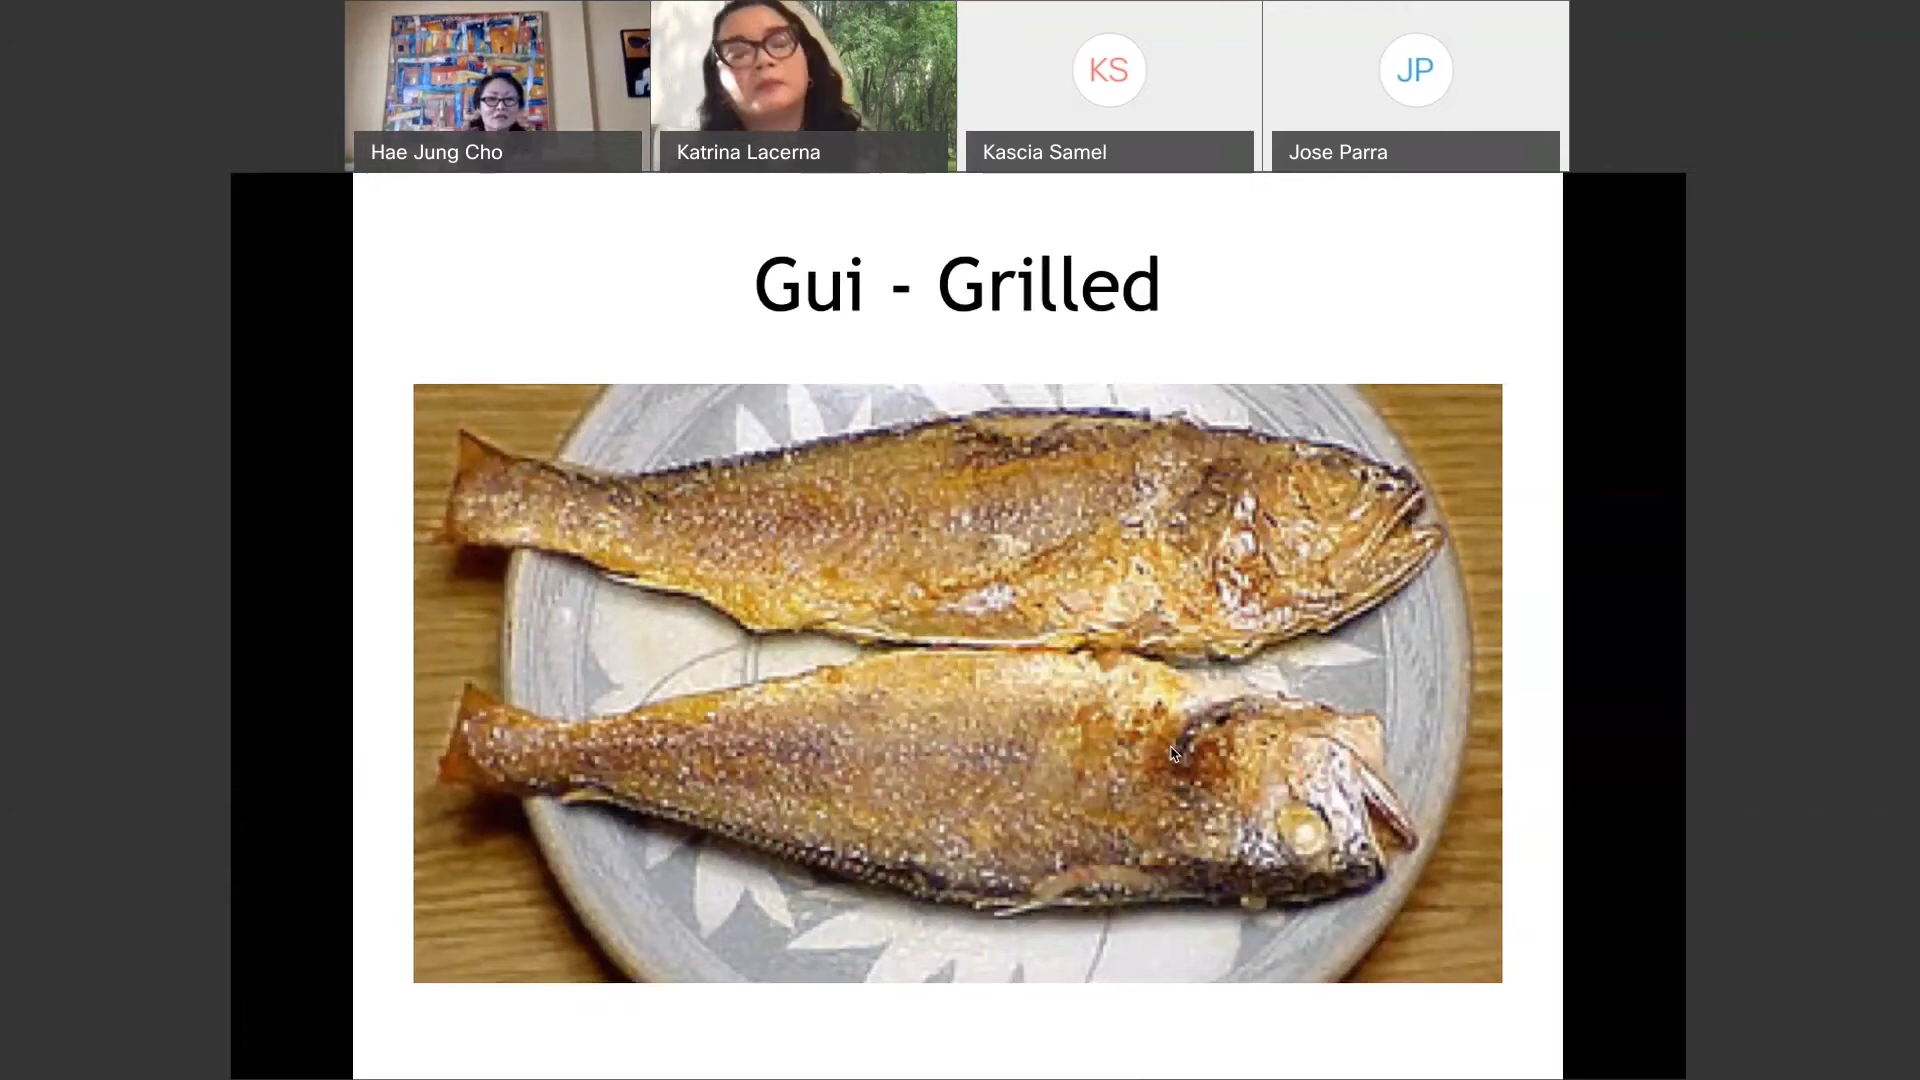 Hae Jung Cho
Katrina Lacerna
KS
Kascia Samel
JP
Jose Parra
Gui - Grilled